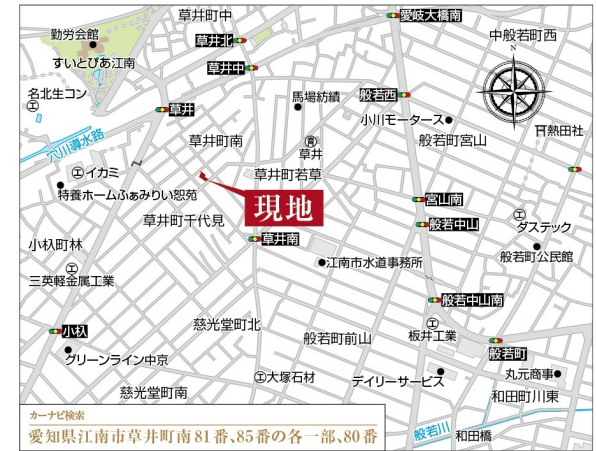 草井町中
愛岐大橋南
勤労会館
草井北
中般若町西
すいとぴあ江南
N
草井中
名北生コン
馬場紡績
般若西
工
草井
小川モータース
熱田社
宍川導水路
草井町南
草井
般若町宮山
工イカミ
草井町若草
特養ホームふぁみりぃ恕苑
現地
宮山南
工
草井町千代見
般若中山
ダステック
小杁町林
草井南
般若町公民館
江南市水道事務所
工
三英軽金属工業
般若中山南
小杁
慈光堂町北
工
般若町前山
板井工業
般若町
グリーンライン中京
工大塚石材
デイリーサービス
丸元商事
慈光堂町南
和田町川東
カーナビ検索
愛知県江南市草井町南81番、85番の各一部、80番
般若川
和田橋